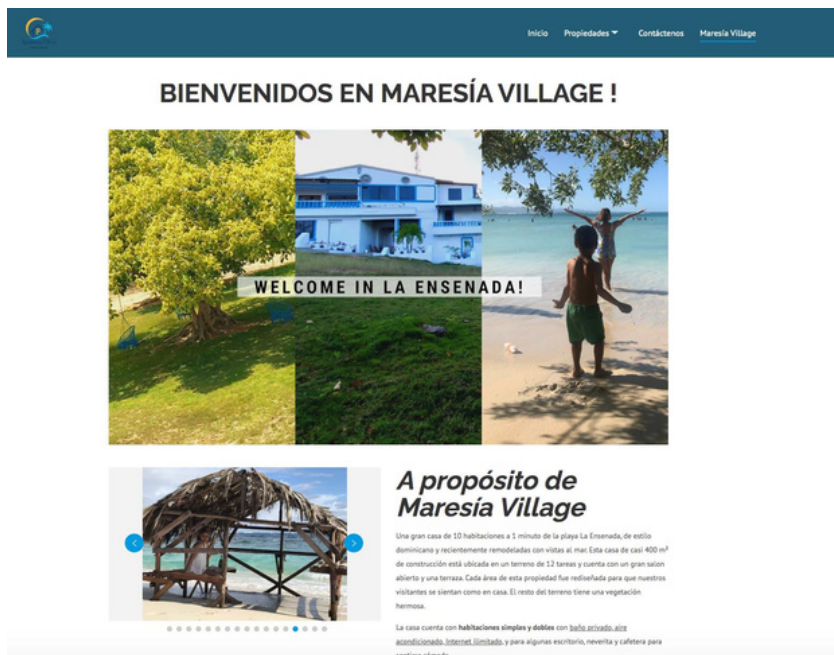 Inicio Propiedades Contáctenos Maresía Village
BIENVENIDOS EN MARESÍA VILLAGE !
WELCOME IN LA ENSENADA!
A propósito de
Maresía Village
Una gran casa de 10 habitaciones a 1 minuto de la playa La Ensenada, de estilo
dominicano y recientemente remodeladas con vistas al mar. Esta casa de casi 400 m²
de construcción está ubicada en un terreno de 12 tareas y cuenta con un gran salon
abierto y una terraza. Cada área de esta propiedad fue rediseñada para que nuestros
visitantes se sientan como en casa. El resto del terreno tiene una vegetación
hermosa.
La casa cuenta con habitaciones simples y dobles con baño privado, aire
acondicionado, Internet ilimitado, y para algunas escritorio, neverita y cafetera para